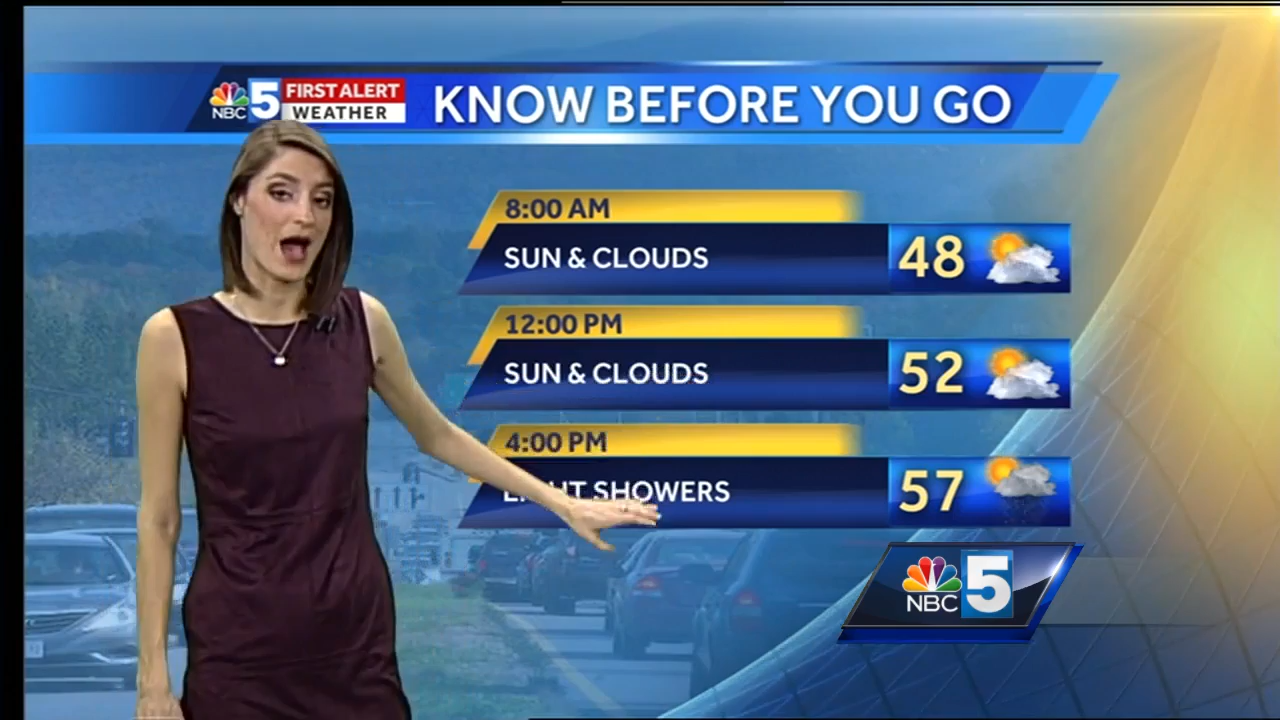 NBC 5 FIRST ALERT WEATHER
KNOW BEFORE YOU GO
8:00 AM
SUN & CLOUDS 48
12:00 PM
SUN & CLOUDS 52
4:00 PM
SHOWERS 57
NBC 5